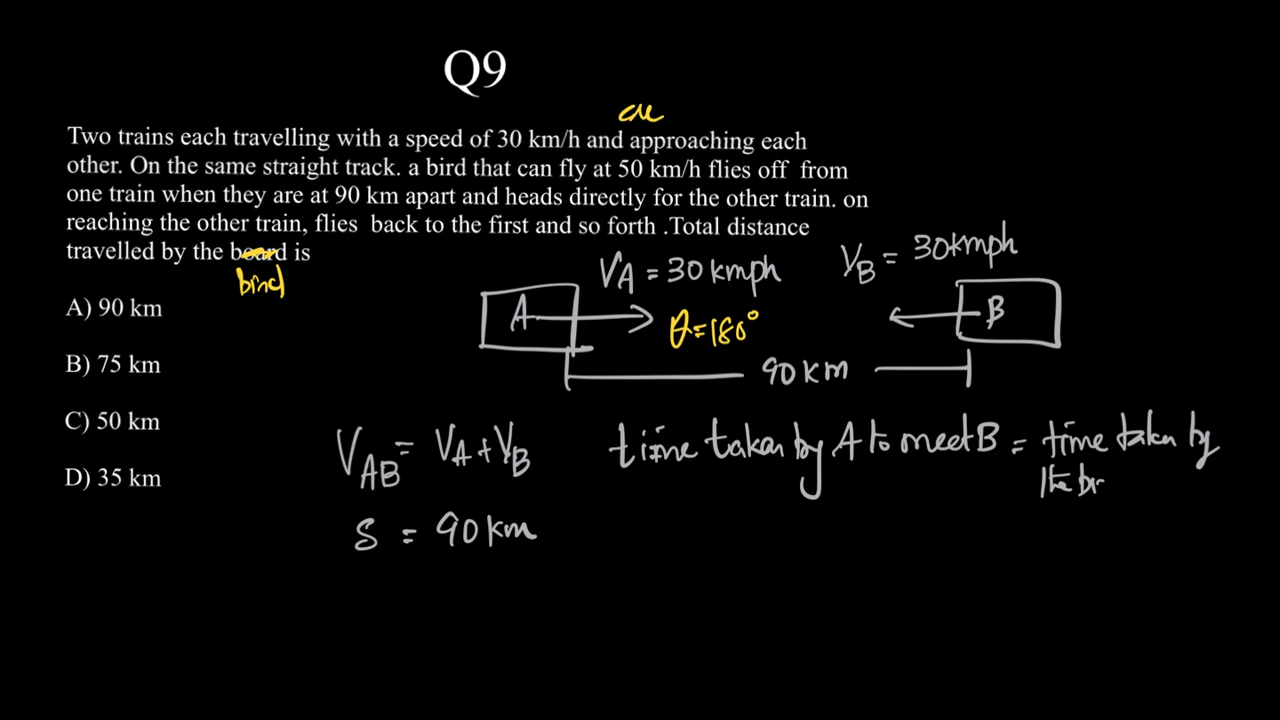 Q9
are
Two trains each travelling with a speed of 30 km/h and approaching each
other. On the same straight track. a bird that can fly at 50 km/h flies off from
one train when they are at 90 km apart and heads directly for the other train. on
reaching the other train, flies back to the first and so forth .Total distance
travelled by the board is
bird
A) 90 km
B) 75 km
C) 50 km
D) 35 km
VA = 30 kmph
VB = 30kmph
A
θ=180°
B
90 KM
VAB = VA + VB
S = 90 km
time taken by A to meet B = time taken by
the bi